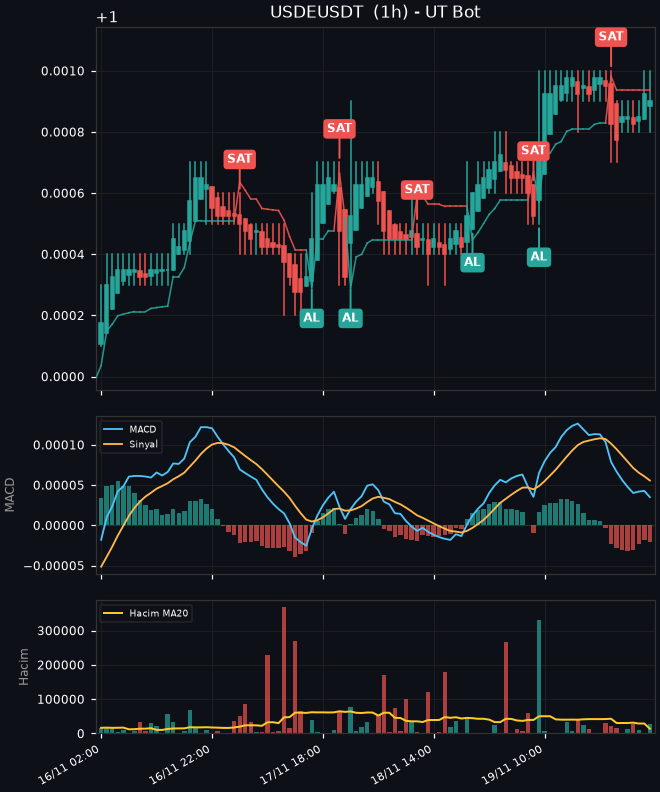 USDEUSDT (1h) - UT Bot
+1
SAT
0.0010
0.0008
SAT
SAT
SAT
0.0006
SAT
0.0004
AL
AL
0.0002
AL
AL
0.0000
MACD
MACD
Sinyal
0.00010
0.00005
0.00000
−0.00005
Hacim
Hacim MA20
300000
200000
100000
0
16/11 02:00
16/11 22:00
17/11 18:00
18/11 14:00
19/11 10:00